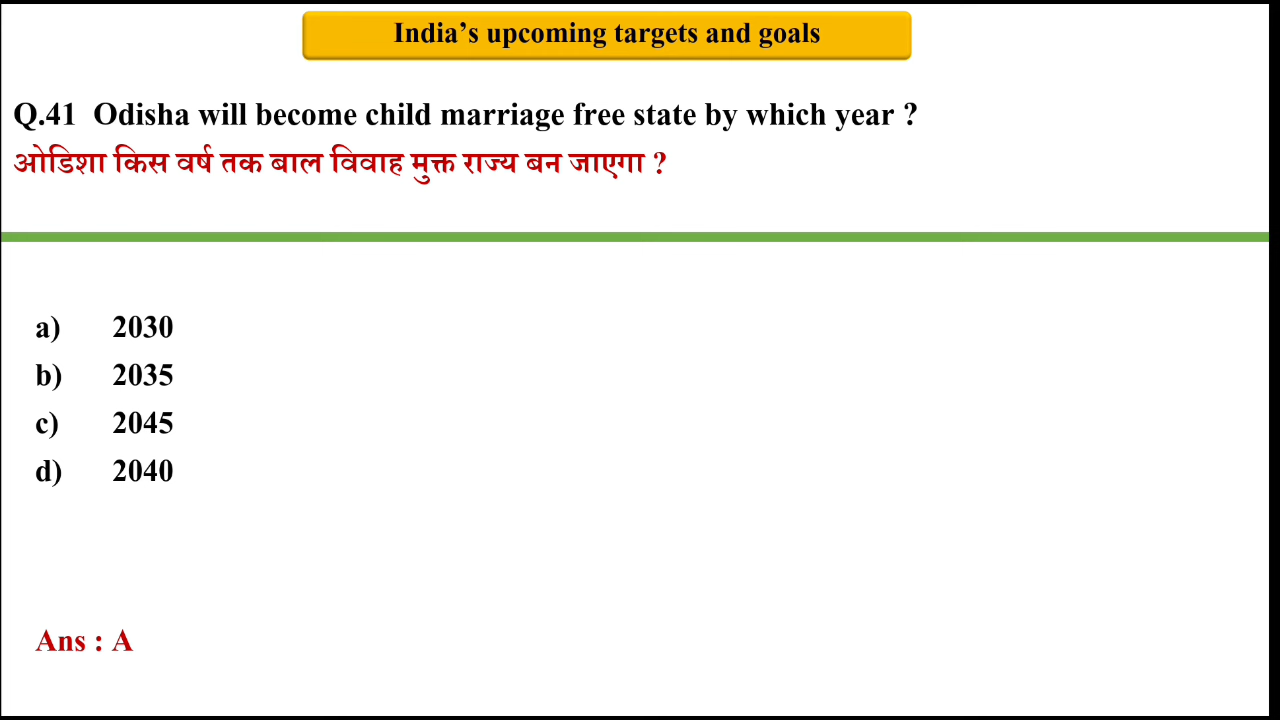 India’s upcoming targets and goals
Q.41 Odisha will become child marriage free state by which year ?
ओडिशा किस वर्ष तक बाल विवाह मुक्त राज्य बन जाएगा ?
a) 2030
b) 2035
c) 2045
d) 2040
Ans : A